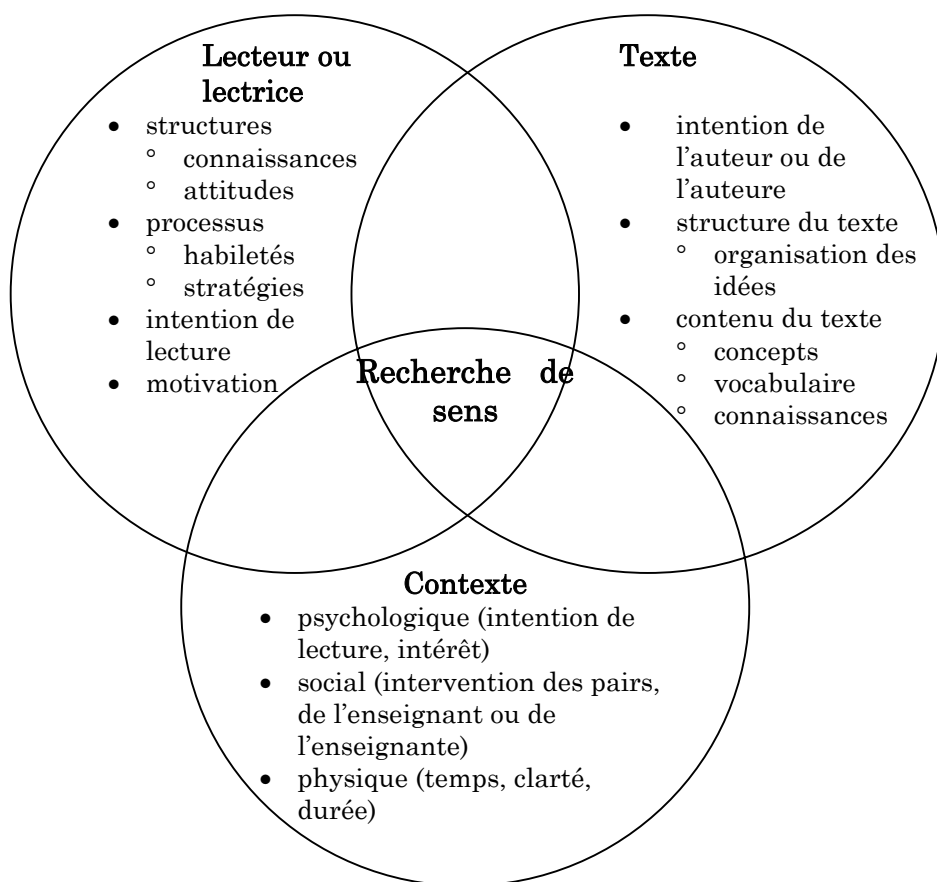 Lecteur ou
lectrice
• structures
° connaissances
° attitudes
• processus
° habiletés
° stratégies
• intention de
lecture
• motivation
Texte
• intention de
l’auteur ou de
l’auteure
• structure du texte
° organisation des
idées
• contenu du texte
° concepts
° vocabulaire
° connaissances
Recherche de
sens
Contexte
• psychologique (intention de
lecture, intérêt)
• social (intervention des pairs,
de l’enseignant ou de
l’enseignante)
• physique (temps, clarté,
durée)